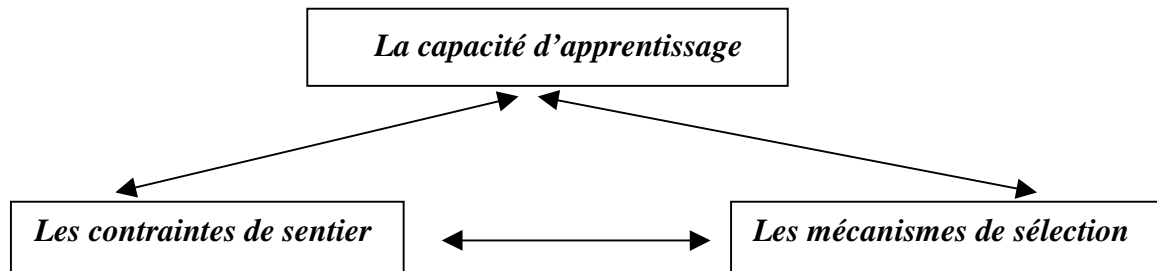 La capacité d’apprentissage
Les contraintes de sentier
Les mécanismes de sélection